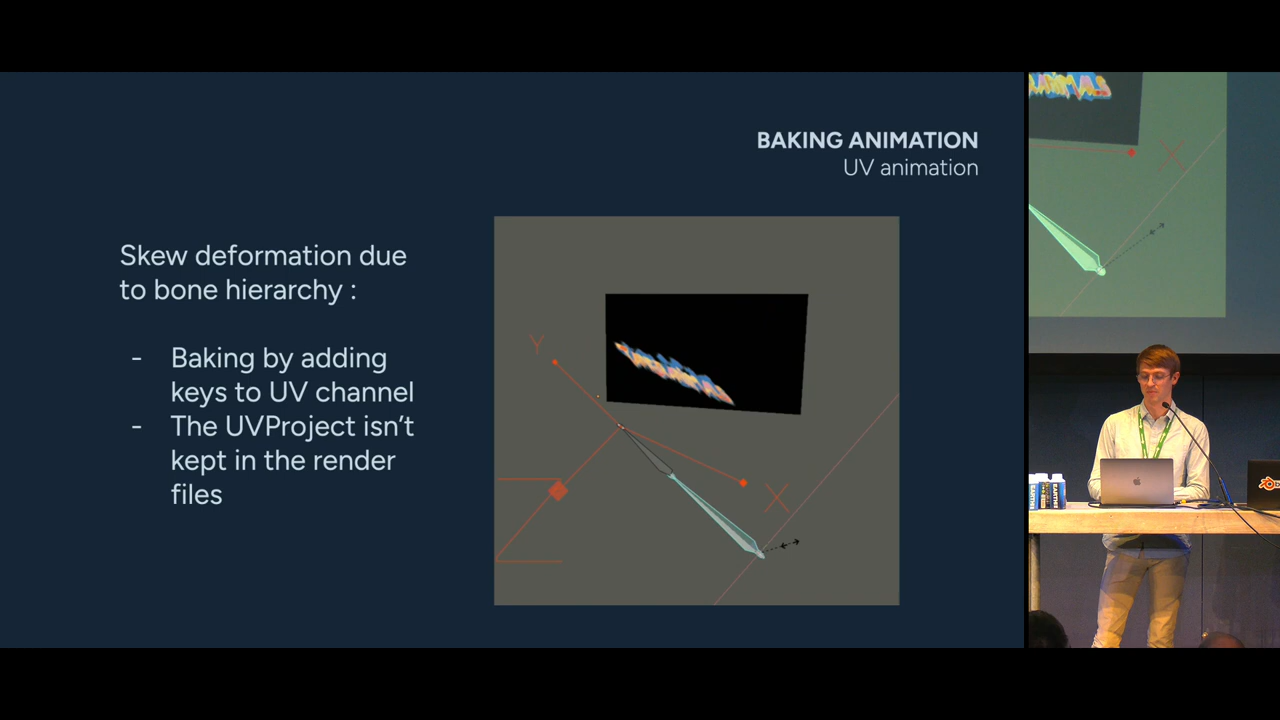 BAKING ANIMATION
UV animation
Skew deformation due
to bone hierarchy :
- Baking by adding
keys to UV channel
- The UVProject isn't
kept in the render
files
Y
X
X